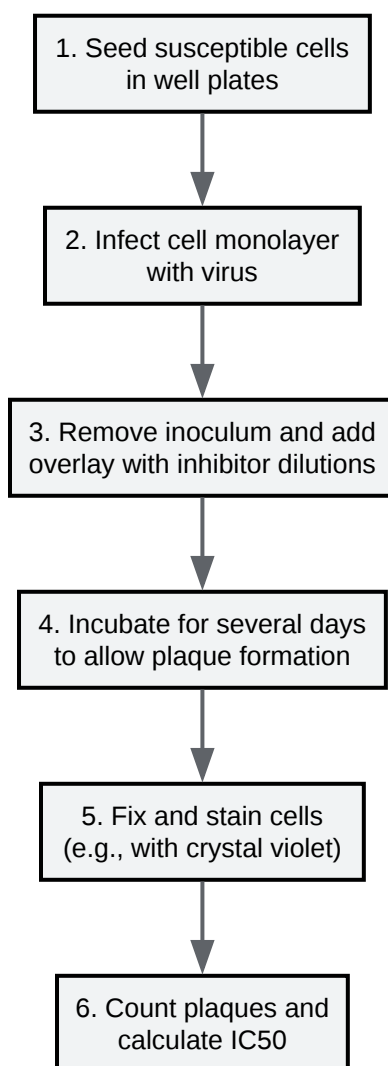 1. Seed susceptible cells
in well plates
2. Infect cell monolayer
with virus
3. Remove inoculum and add
overlay with inhibitor dilutions
4. Incubate for several days
to allow plaque formation
5. Fix and stain cells
(e.g., with crystal violet)
6. Count plaques and
calculate IC50